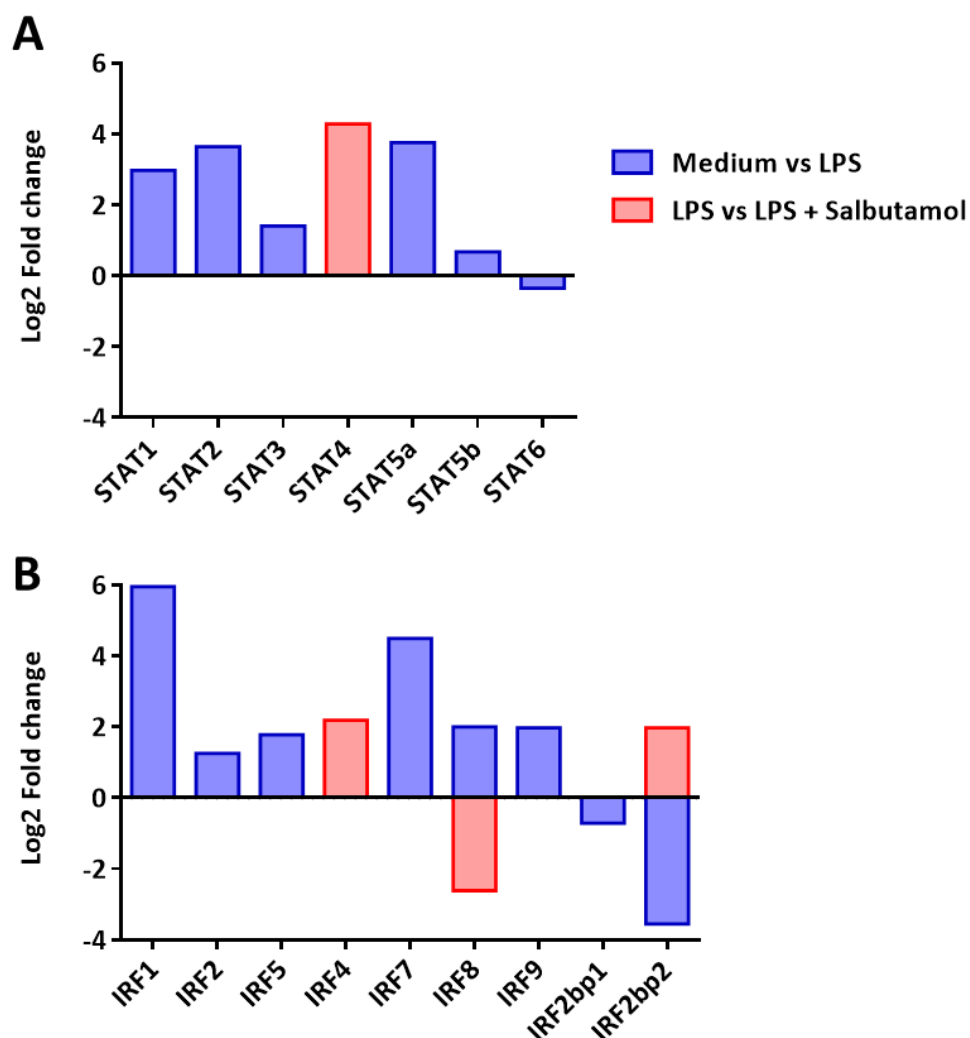 A
6
4
2
0
-2
-4
Log2 Fold change
STAT1
STAT2
STAT3
STAT4
STAT5a
STAT5b
STAT6
Medium vs LPS
LPS vs LPS + Salbutamol
B
6
4
2
0
-2
-4
Log2 Fold change
IRF1
IRF2
IRF5
IRF4
IRF7
IRF8
IRF9
IRF2bp1
IRF2bp2